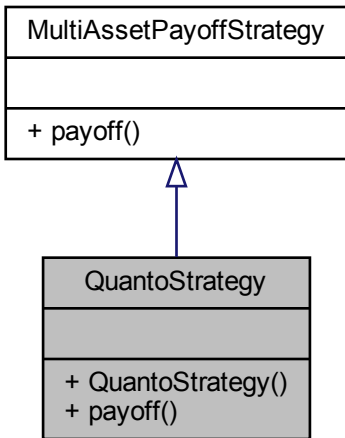 MultiAssetPayoffStrategy
+ payoff()
QuantoStrategy
+ QuantoStrategy()
+ payoff()